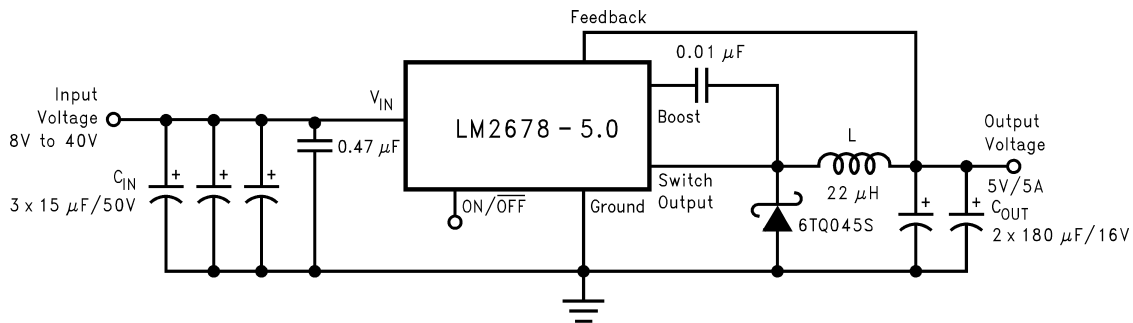 Feedback
0.01 μF
Input
Voltage
8V to 40V
V_IN
LM2678 – 5.0
Boost
0.47 μF
L
Output
Voltage
5V/5A
C_IN
3 x 15 μF/50V
+
+
+
ON/OFF
Ground
Switch
Output
22 μH
6TQ045S
+
+
C_OUT
2 x 180 μF/16V